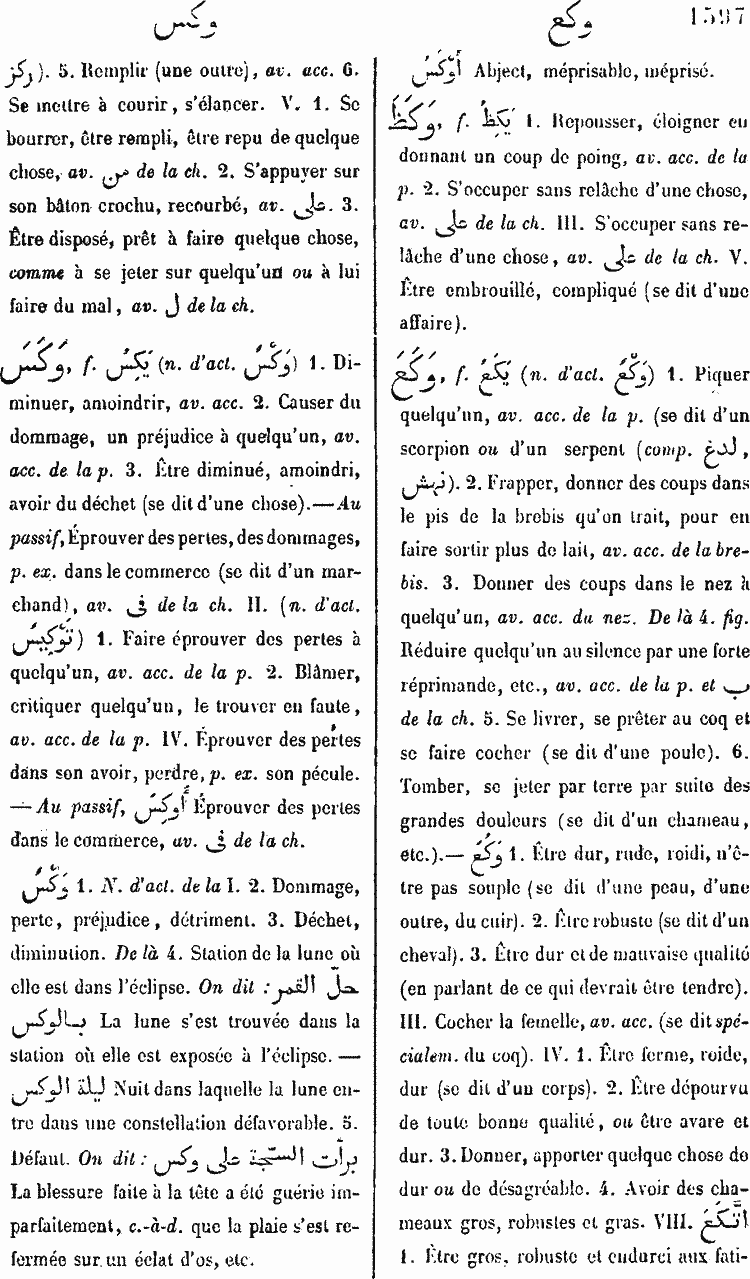 وكس
وكع
1597
ركز). 5. Remplir (une outre), av. acc. 6.
Se mettre à courir, s'élancer. V. 1. Se
bourrer, être rempli, être repu de quelque
chose, av. من de la ch. 2. S'appuyer sur
son bâton crochu, recourbé, av. على. 3.
Être disposé, prêt à faire quelque chose,
comme à se jeter sur quelqu'un ou à lui
faire du mal, av. ل de la ch.
وَكَسَ, f. يَكِسُ (n. d'act. وَكْسٌ) 1. Di-
minuer, amoindrir, av. acc. 2. Causer du
dommage, un préjudice à quelqu'un, av.
acc. de la p. 3. Être diminué, amoindri,
avoir du déchet (se dit d'une chose).—Au
passif, Éprouver des pertes, des dommages,
p. ex. dans le commerce (se dit d'un mar-
chand), av. فى de la ch. II. (n. d'act.
تَوْكِيسٌ) 1. Faire éprouver des pertes à
quelqu'un, av. acc. de la p. 2. Blâmer,
critiquer quelqu'un, le trouver en faute,
av. acc. de la p. IV. Éprouver des pertes
dans son avoir, perdre, p. ex. son pécule.
— Au passif, أُوكِسَ Éprouver des pertes
dans le commerce, av. فى de la ch.
وَكْسٌ 1. N. d'act. de la I. 2. Dommage,
perte, préjudice, détriment. 3. Déchet,
diminution. De là 4. Station de la lune où
elle est dans l'éclipse. On dit : حلّ القمر
بالوكس La lune s'est trouvée dans la
station où elle est exposée à l'éclipse. —
ليلة الوكس Nuit dans laquelle la lune en-
tre dans une constellation défavorable. 5.
Défaut. On dit : برأت الشجّة على وكس
La blessure faite à la tête a été guérie im-
parfaitement, c.-à-d. que la plaie s'est re-
fermée sur un éclat d'os, etc.
أَوْكَسُ Abject, méprisable, méprisé.
وَكَظَ, f. يَكِظُ 1. Repousser, éloigner en
donnant un coup de poing, av. acc. de la
p. 2. S'occuper sans relâche d'une chose,
av. على de la ch. III. S'occuper sans re-
lâche d'une chose, av. على de la ch. V.
Être embrouillé, compliqué (se dit d'une
affaire).
وَكَعَ, f. يَكَعُ (n. d'act. وَكْعٌ) 1. Piquer
quelqu'un, av. acc. de la p. (se dit d'un
scorpion ou d'un serpent (comp. لدغ,
نهش). 2. Frapper, donner des coups dans
le pis de la brebis qu'on trait, pour en
faire sortir plus de lait, av. acc. de la bre-
bis. 3. Donner des coups dans le nez à
quelqu'un, av. acc. du nez. De là 4. fig.
Réduire quelqu'un au silence par une forte
réprimande, etc., av. acc. de la p. et ب
de la ch. 5. Se livrer, se prêter au coq et
se faire cocher (se dit d'une poule). 6.
Tomber, se jeter par terre par suite des
grandes douleurs (se dit d'un chameau,
etc.).— وَكُعَ 1. Être dur, rude, roidi, n'ê-
tre pas souple (se dit d'une peau, d'une
outre, du cuir). 2. Être robuste (se dit d'un
cheval). 3. Être dur et de mauvaise qualité
(en parlant de ce qui devrait être tendre).
III. Cocher la femelle, av. acc. (se dit spé-
cialem. du coq). IV. 1. Être ferme, roide,
dur (se dit d'un corps). 2. Être dépourvu
de toute bonne qualité, ou être avare et
dur. 3. Donner, apporter quelque chose de
dur ou de désagréable. 4. Avoir des cha-
meaux gros, robustes et gras. VIII. اتَّكَعَ
1. Être gros, robuste et endurci aux fati-